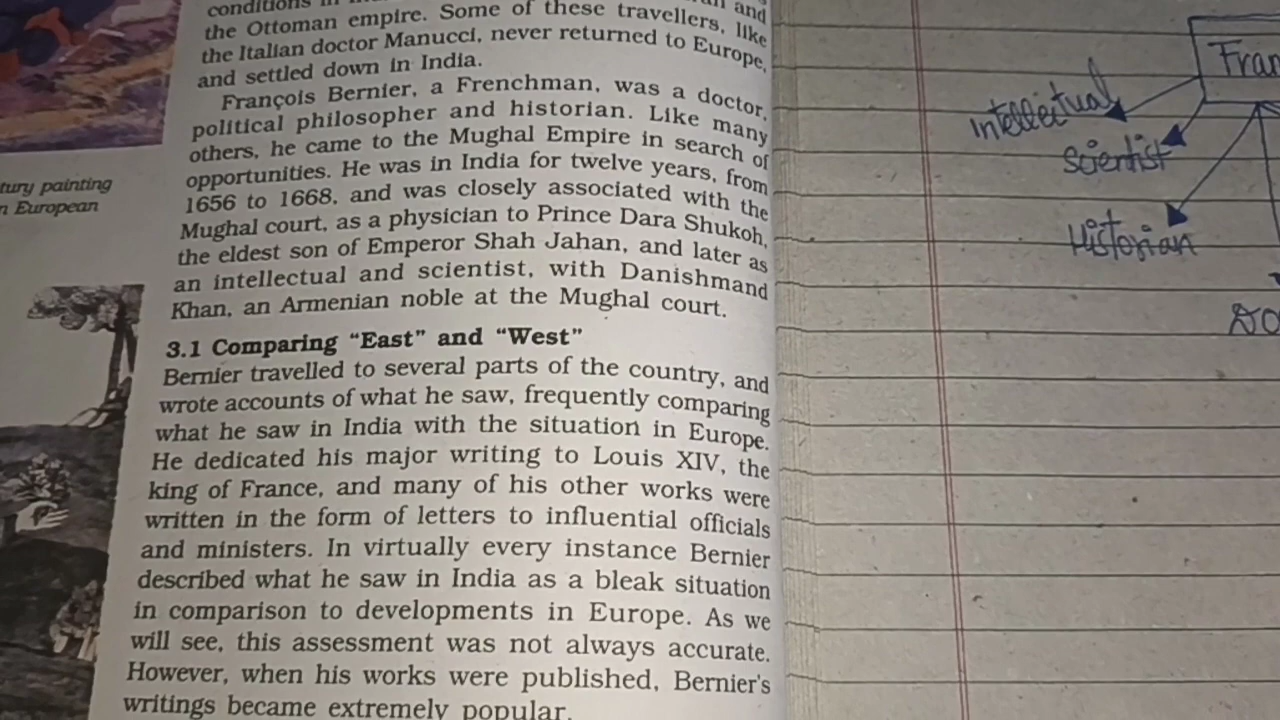 tury painting
n European
conditions in and
the Ottoman empire. Some of these travellers, like
the Italian doctor Manucci, never returned to Europe,
and settled down in India.
François Bernier, a Frenchman, was a doctor,
political philosopher and historian. Like many
others, he came to the Mughal Empire in search of
opportunities. He was in India for twelve years, from
1656 to 1668, and was closely associated with the
Mughal court, as a physician to Prince Dara Shukoh,
the eldest son of Emperor Shah Jahan, and later as
an intellectual and scientist, with Danishmand
Khan, an Armenian noble at the Mughal court.
3.1 Comparing “East” and “West”
Bernier travelled to several parts of the country, and
wrote accounts of what he saw, frequently comparing
what he saw in India with the situation in Europe.
He dedicated his major writing to Louis XIV, the
king of France, and many of his other works were
written in the form of letters to influential officials
and ministers. In virtually every instance Bernier
described what he saw in India as a bleak situation
in comparison to developments in Europe. As we
will see, this assessment was not always accurate.
However, when his works were published, Bernier's
writings became extremely popular.
Fran
Intellectual
Scientist
Historian
DO